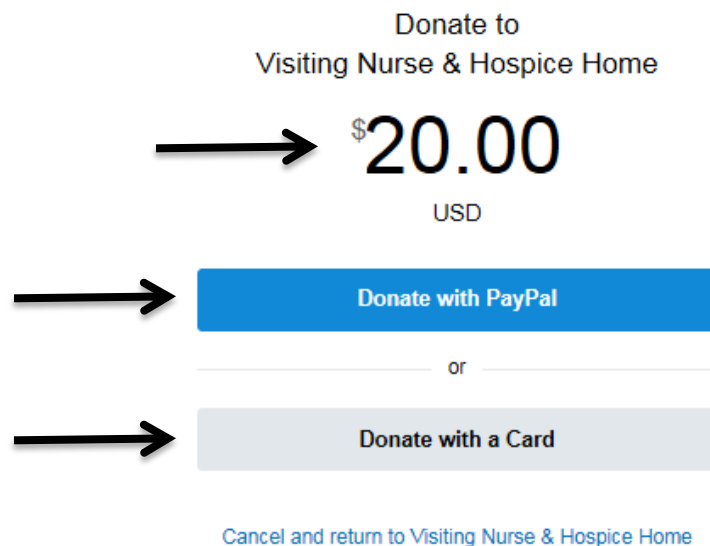 Donate to
Visiting Nurse & Hospice Home
$20.00
USD
Donate with PayPal
or
Donate with a Card
Cancel and return to Visiting Nurse & Hospice Home